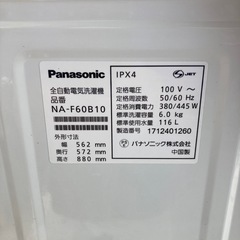 Panasonic
全自動電気洗濯機
品番
NA-F60B10
外形寸法
幅 562 mm
奥行 572 mm
高さ 880 mm
IPX4
JET
定格電圧 100 V～
定格周波数 50/60 Hz
定格消費電力 380/445 W
標準使用質量 6.0 kg
標準使用水量 116 L
製造番号 1712401260
パナソニック株式会社
中国製